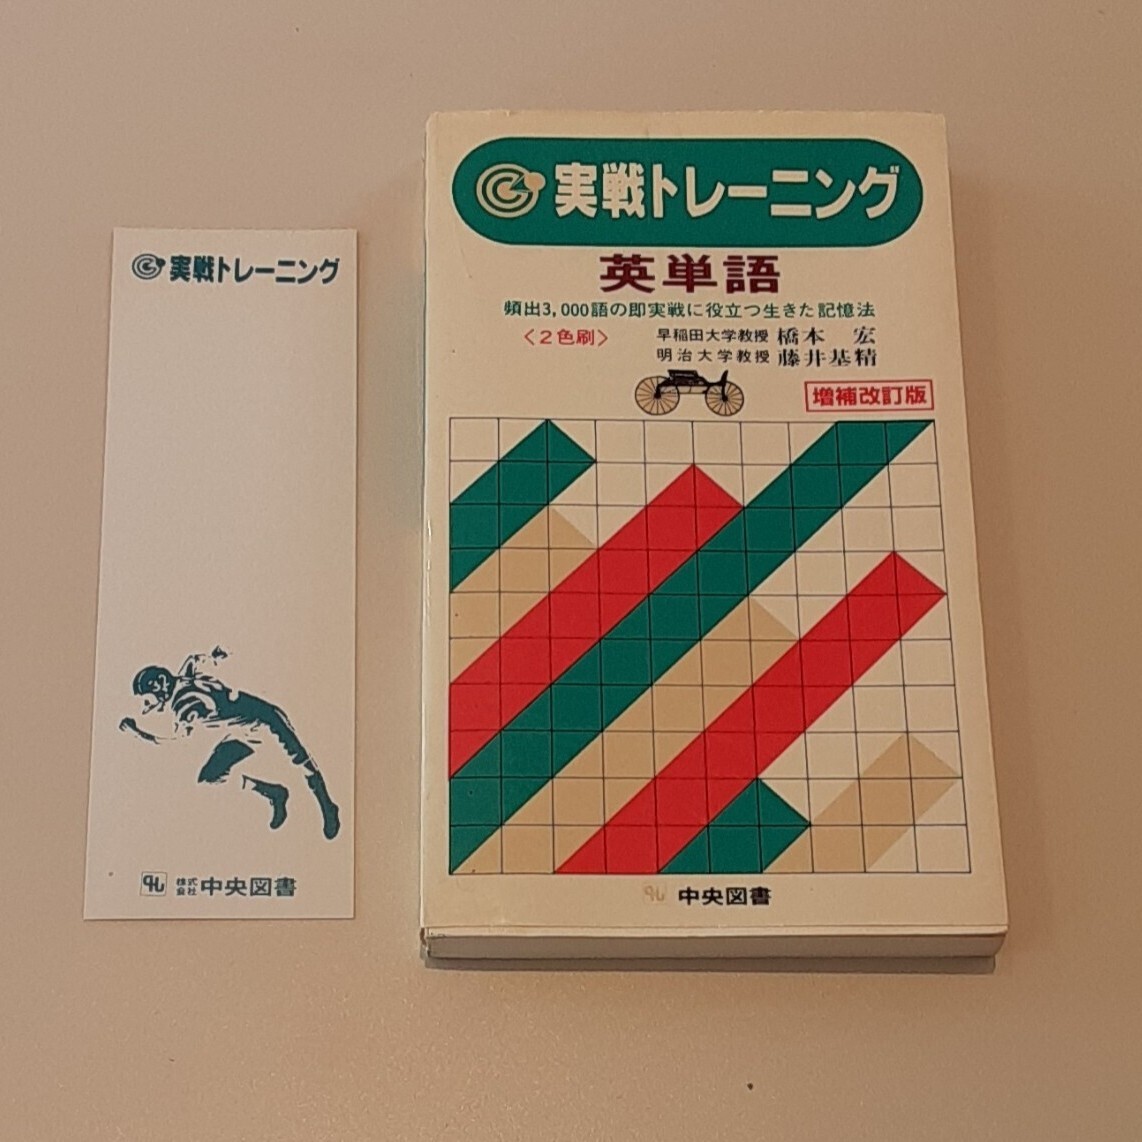 実戦トレーニング
株式会社 中央図書
実戦トレーニング
英単語
頻出3,000語の即実戦に役立つ生きた記憶法
〈2色刷〉
早稲田大学教授 橋本 宏
明治大学教授 藤井基精
増補改訂版
中央図書